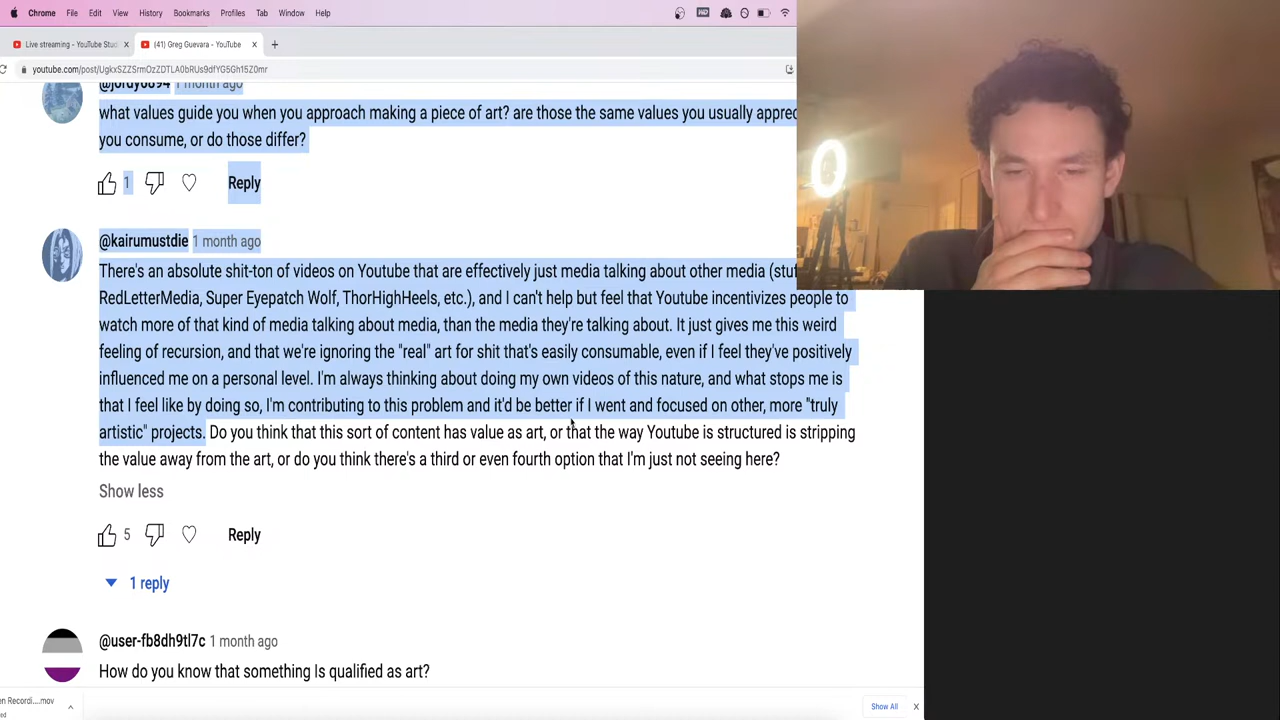 Chrome File Edit View History Bookmarks Profiles Tab Window Help HD
Live streaming - YouTube Stud × (41) Greg Guevara - YouTube × +
youtube.com/post/UgkxSZZSrmOzZDTLA0bRUs9dfYG5Gh15Z0mr
@jordy6894 1 month ago
what values guide you when you approach making a piece of art? are those the same values you usually apprec
you consume, or do those differ?
1 Reply
@kairumustdie 1 month ago
There's an absolute shit-ton of videos on Youtube that are effectively just media talking about other media (stuf
RedLetterMedia, Super Eyepatch Wolf, ThorHighHeels, etc.), and I can't help but feel that Youtube incentivizes people to
watch more of that kind of media talking about media, than the media they're talking about. It just gives me this weird
feeling of recursion, and that we're ignoring the "real" art for shit that's easily consumable, even if I feel they've positively
influenced me on a personal level. I'm always thinking about doing my own videos of this nature, and what stops me is
that I feel like by doing so, I'm contributing to this problem and it'd be better if I went and focused on other, more "truly
artistic" projects. Do you think that this sort of content has value as art, or that the way Youtube is structured is stripping
the value away from the art, or do you think there's a third or even fourth option that I'm just not seeing here?
Show less
5 Reply
1 reply
@user-fb8dh9tl7c 1 month ago
How do you know that something Is qualified as art?
en Recordi....mov
Show All ×